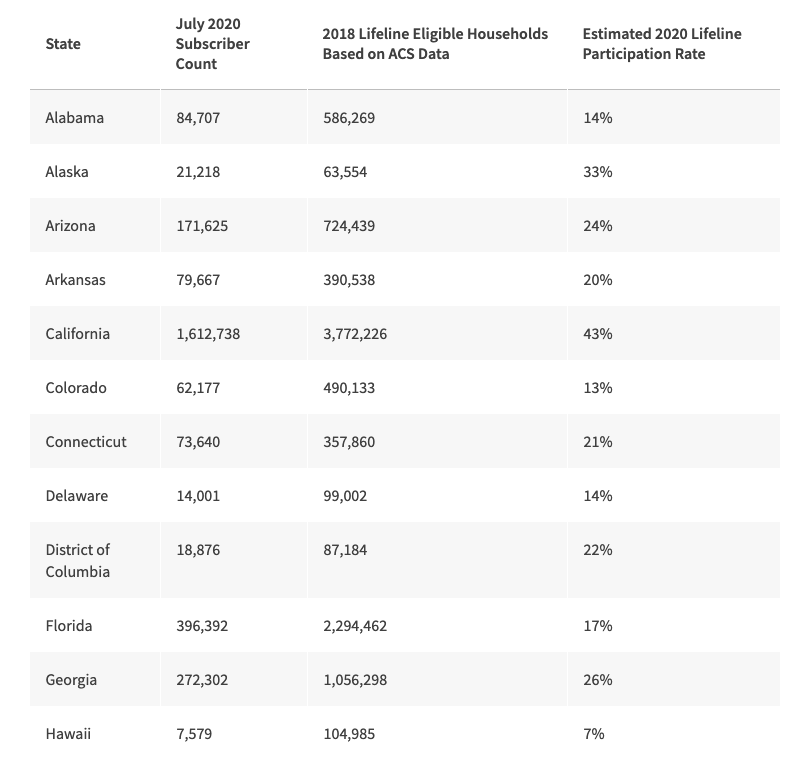 State
July 2020
Subscriber
Count
2018 Lifeline Eligible Households
Based on ACS Data
Estimated 2020 Lifeline
Participation Rate
Alabama 84,707 586,269 14%
Alaska 21,218 63,554 33%
Arizona 171,625 724,439 24%
Arkansas 79,667 390,538 20%
California 1,612,738 3,772,226 43%
Colorado 62,177 490,133 13%
Connecticut 73,640 357,860 21%
Delaware 14,001 99,002 14%
District of 18,876 87,184 22%
Columbia
Florida 396,392 2,294,462 17%
Georgia 272,302 1,056,298 26%
Hawaii 7,579 104,985 7%